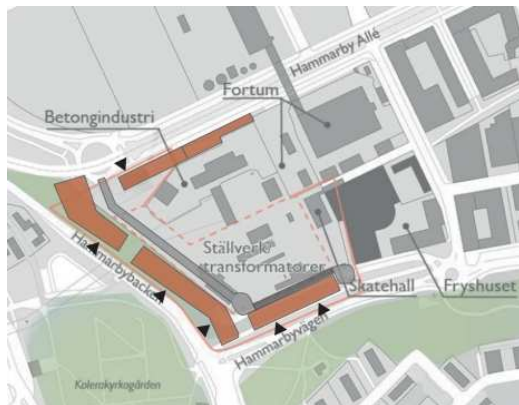 Hammarby Allé
Fortum
Betongindustri
Ställverk
transformatorer
Skatehall
Fryshuset
Hammarbybacken
Hammarbyvägen
Kolerakyrkogården